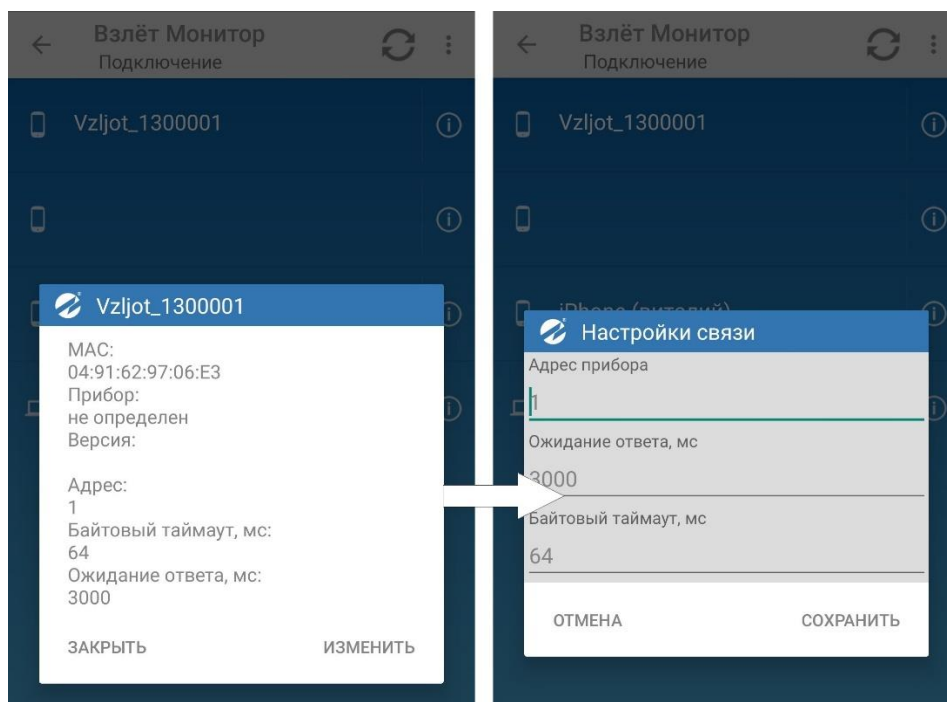 Взлёт Монитор
Подключение
Vzljot_1300001
Vzljot_1300001
MAC:
04:91:62:97:06:E3
Прибор:
не определен
Версия:
Адрес:
1
Байтовый таймаут, мс:
64
Ожидание ответа, мс:
3000
ЗАКРЫТЬ
ИЗМЕНИТЬ
Взлёт Монитор
Подключение
Vzljot_1300001
iPhone (виталий)
Настройки связи
Адрес прибора
1
Ожидание ответа, мс
3000
Байтовый таймаут, мс
64
ОТМЕНА
СОХРАНИТЬ